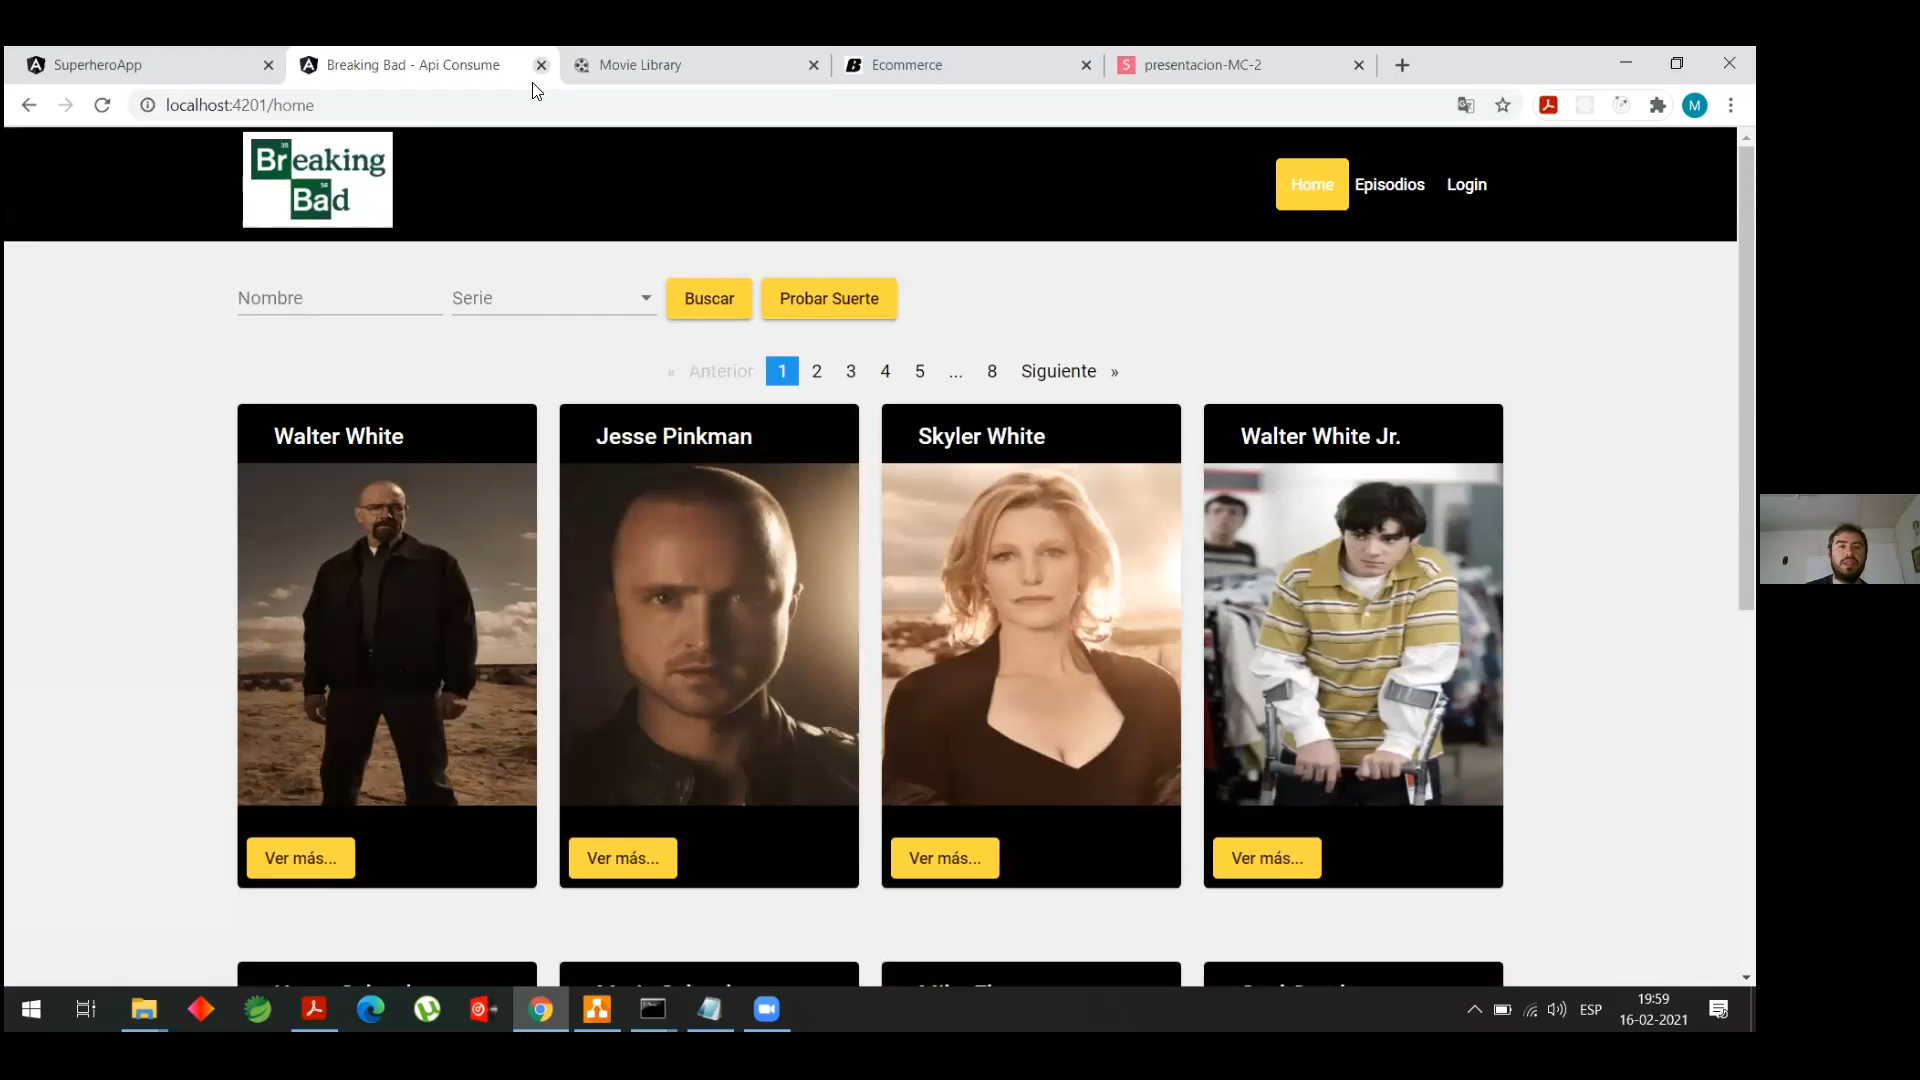 SuperheroApp
Breaking Bad - Api Consume
Movie Library
B Ecommerce
S presentacion-MC-2
localhost:4201/home
M
35
Breaking
56
Bad
Home Episodios Login
Nombre Serie Buscar Probar Suerte
« Anterior 1 2 3 4 5 ... 8 Siguiente »
Walter White
Jesse Pinkman
Skyler White
Walter White Jr.
Ver más...
Ver más...
Ver más...
Ver más...
ESP
19:59
16-02-2021